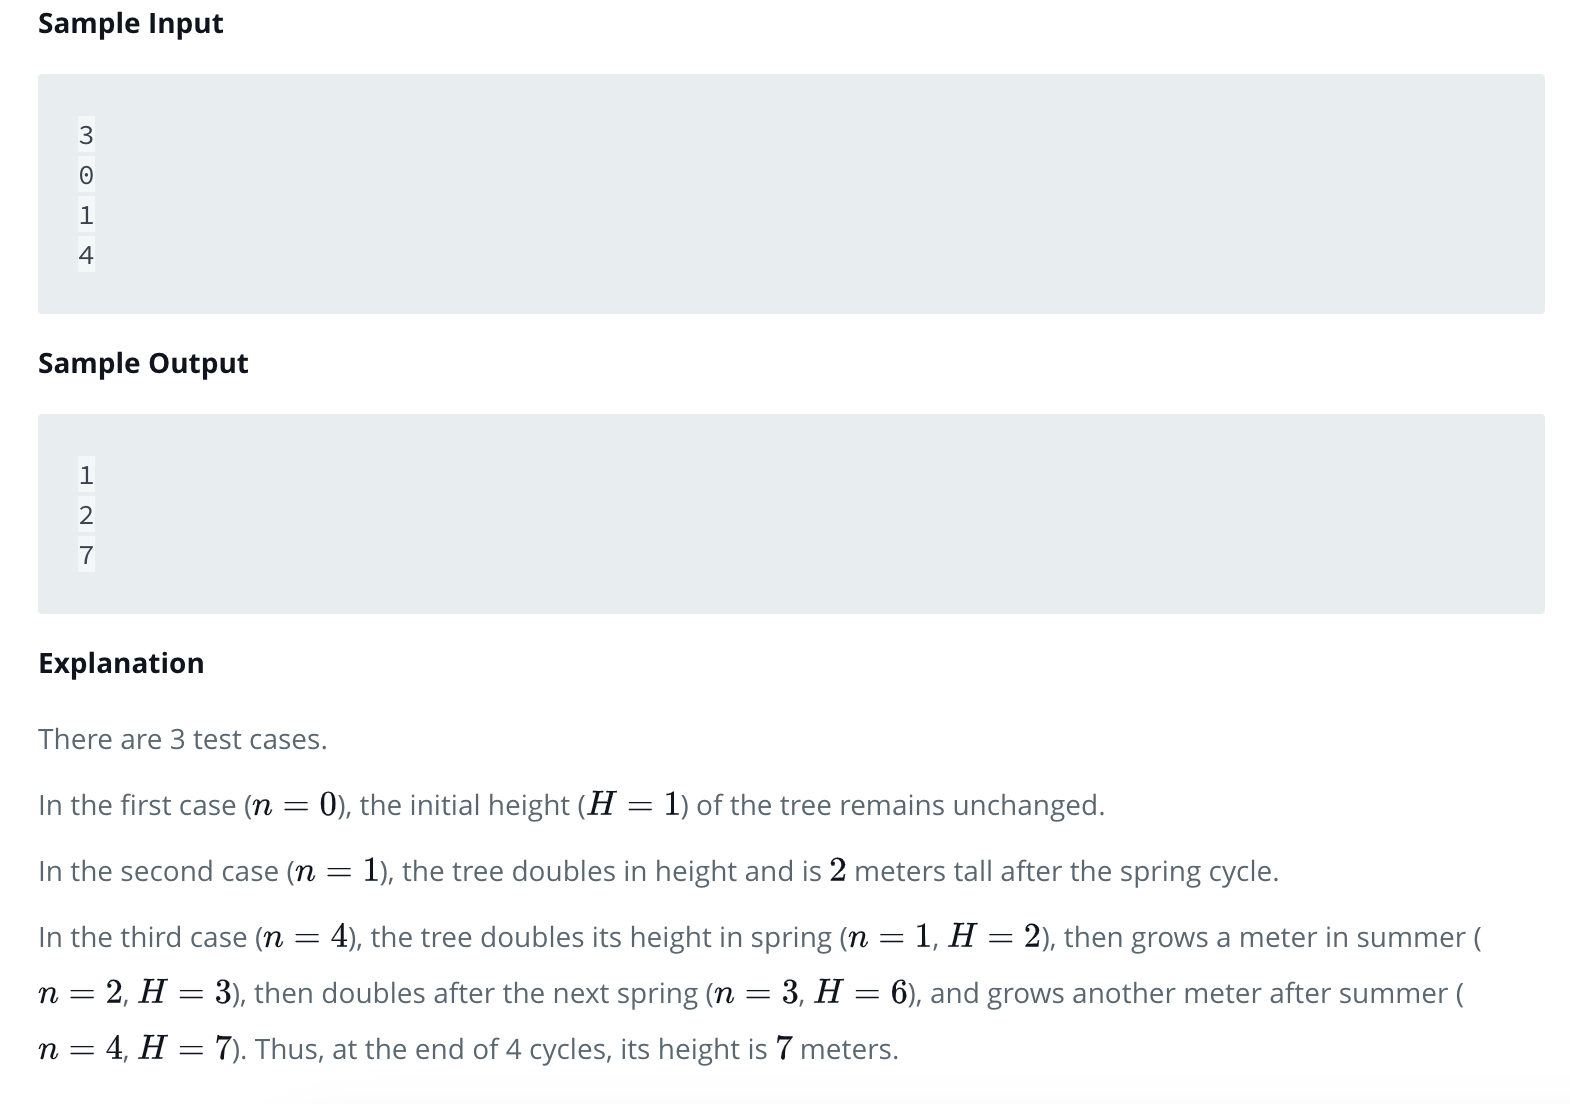 Sample Input
3
0
1
4
Sample Output
1
2
7
Explanation
There are 3 test cases.
In the first case (n = 0), the initial height (H = 1) of the tree remains unchanged.
In the second case (n = 1), the tree doubles in height and is 2 meters tall after the spring cycle.
In the third case (n = 4), the tree doubles its height in spring (n = 1, H = 2), then grows a meter in summer (
n = 2, H = 3), then doubles after the next spring (n = 3, H = 6), and grows another meter after summer (
n = 4, H = 7). Thus, at the end of 4 cycles, its height is 7 meters.